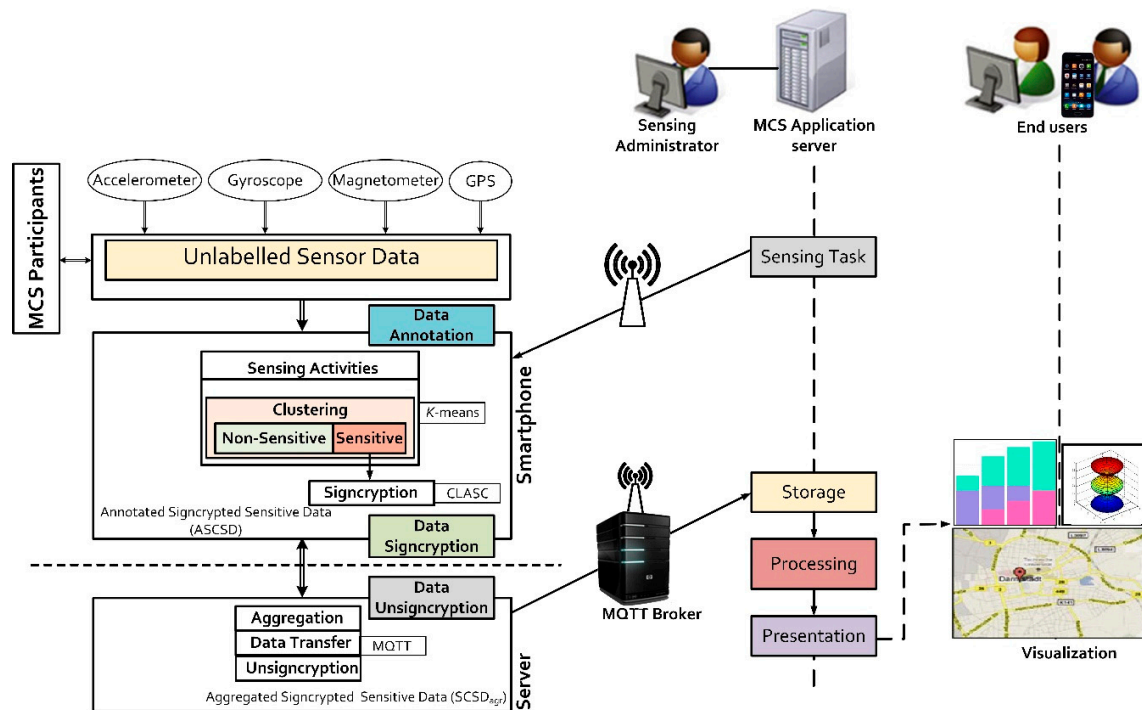 Sensing
Administrator
MCS Application
server
End users
MCS Participants
Accelerometer
Gyroscope
Magnetometer
GPS
Unlabelled Sensor Data
Sensing Task
Data
Annotation
Sensing Activities
Clustering
K-means
Non-Sensitive
Sensitive
Smartphone
Signcryption
CLASC
Annotated Signcrypted Sensitive Data
(ASCSD)
Data
Signcryption
Storage
Processing
Presentation
MQTT Broker
Darmstadt
Visualization
Data
Unsigncryption
Aggregation
Data Transfer
MQTT
Unsigncryption
Server
Aggregated Signcrypted Sensitive Data (SCSDagr)